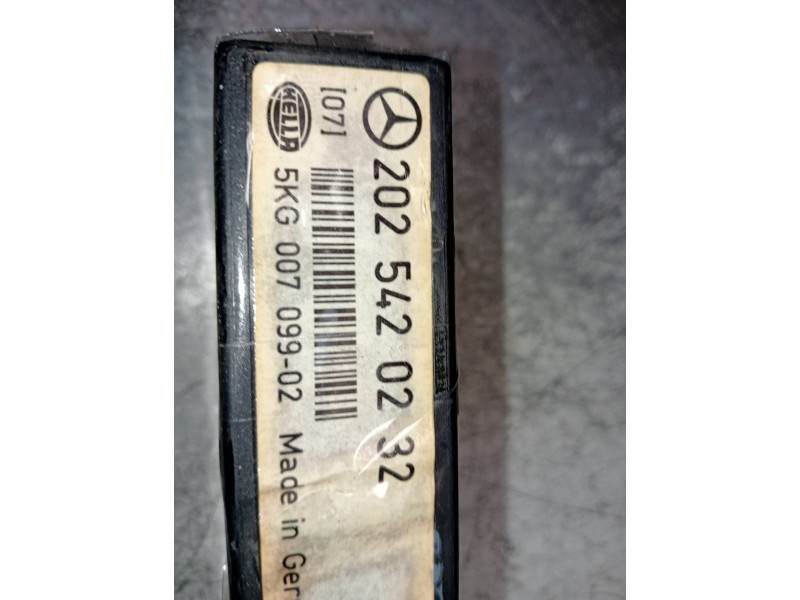 202 542 02 32
[07]
HELLA
5KG 007 099-02 Made in Ger